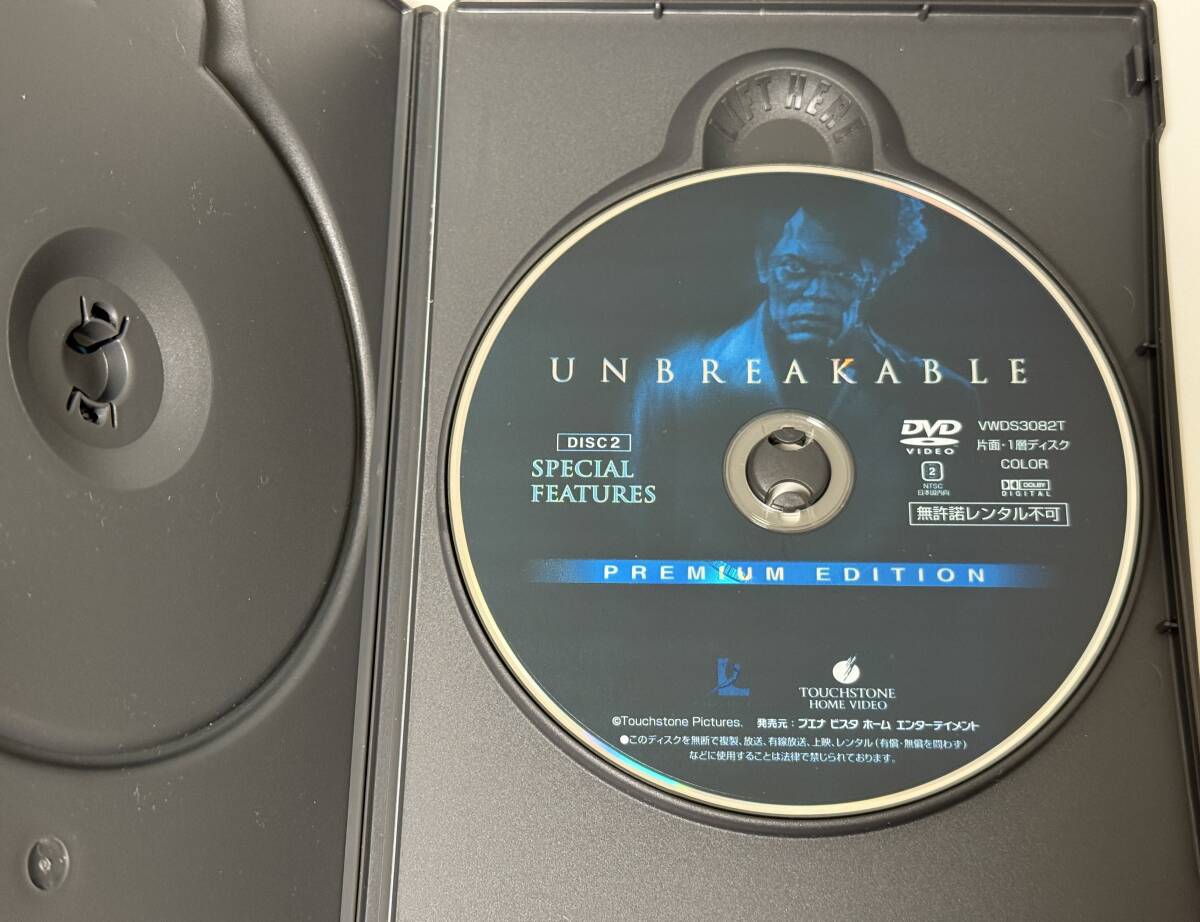 LIFT HERE
UNBREAKABLE
DISC 2
SPECIAL
FEATURES
DVD
VIDEO
VWDS3082T
片面・1層ディスク
COLOR
2
NTSC
日本国内向
DOLBY
DIGITAL
無許諾レンタル不可
PREMIUM EDITION
TOUCHSTONE
HOME VIDEO
©Touchstone Pictures. 発売元：ブエナ ビスタ ホーム エンターテイメント
●このディスクを無断で複製、放送、有線放送、上映、レンタル（有償・無償を問わず）
などに使用することは法律で禁じられております。